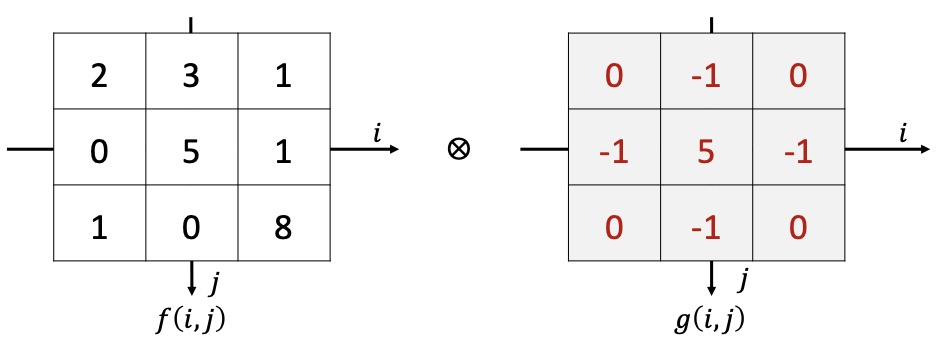 2 3 1 0 -1 0
0 5 1 i ⊗ -1 5 -1 i
1 0 8 0 -1 0
j j
f(i,j) g(i,j)